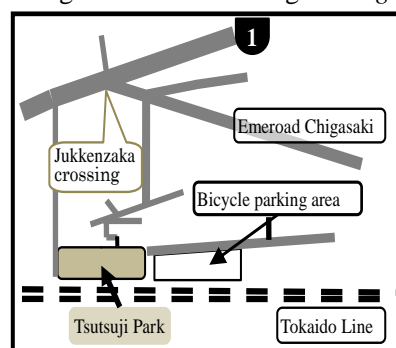 1
Emeroad Chigasaki
Jukkenzaka
crossing
Bicycle parking area
Tsutsuji Park
Tokaido Line